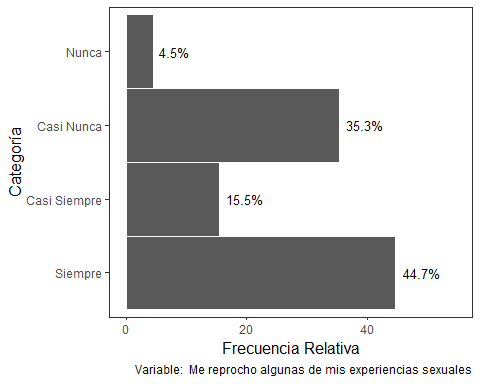 Nunca
4.5%
Casi Nunca
35.3%
Casi Siempre
15.5%
Siempre
44.7%
Categoría
0 20 40
Frecuencia Relativa
Variable: Me reprocho algunas de mis experiencias sexuales